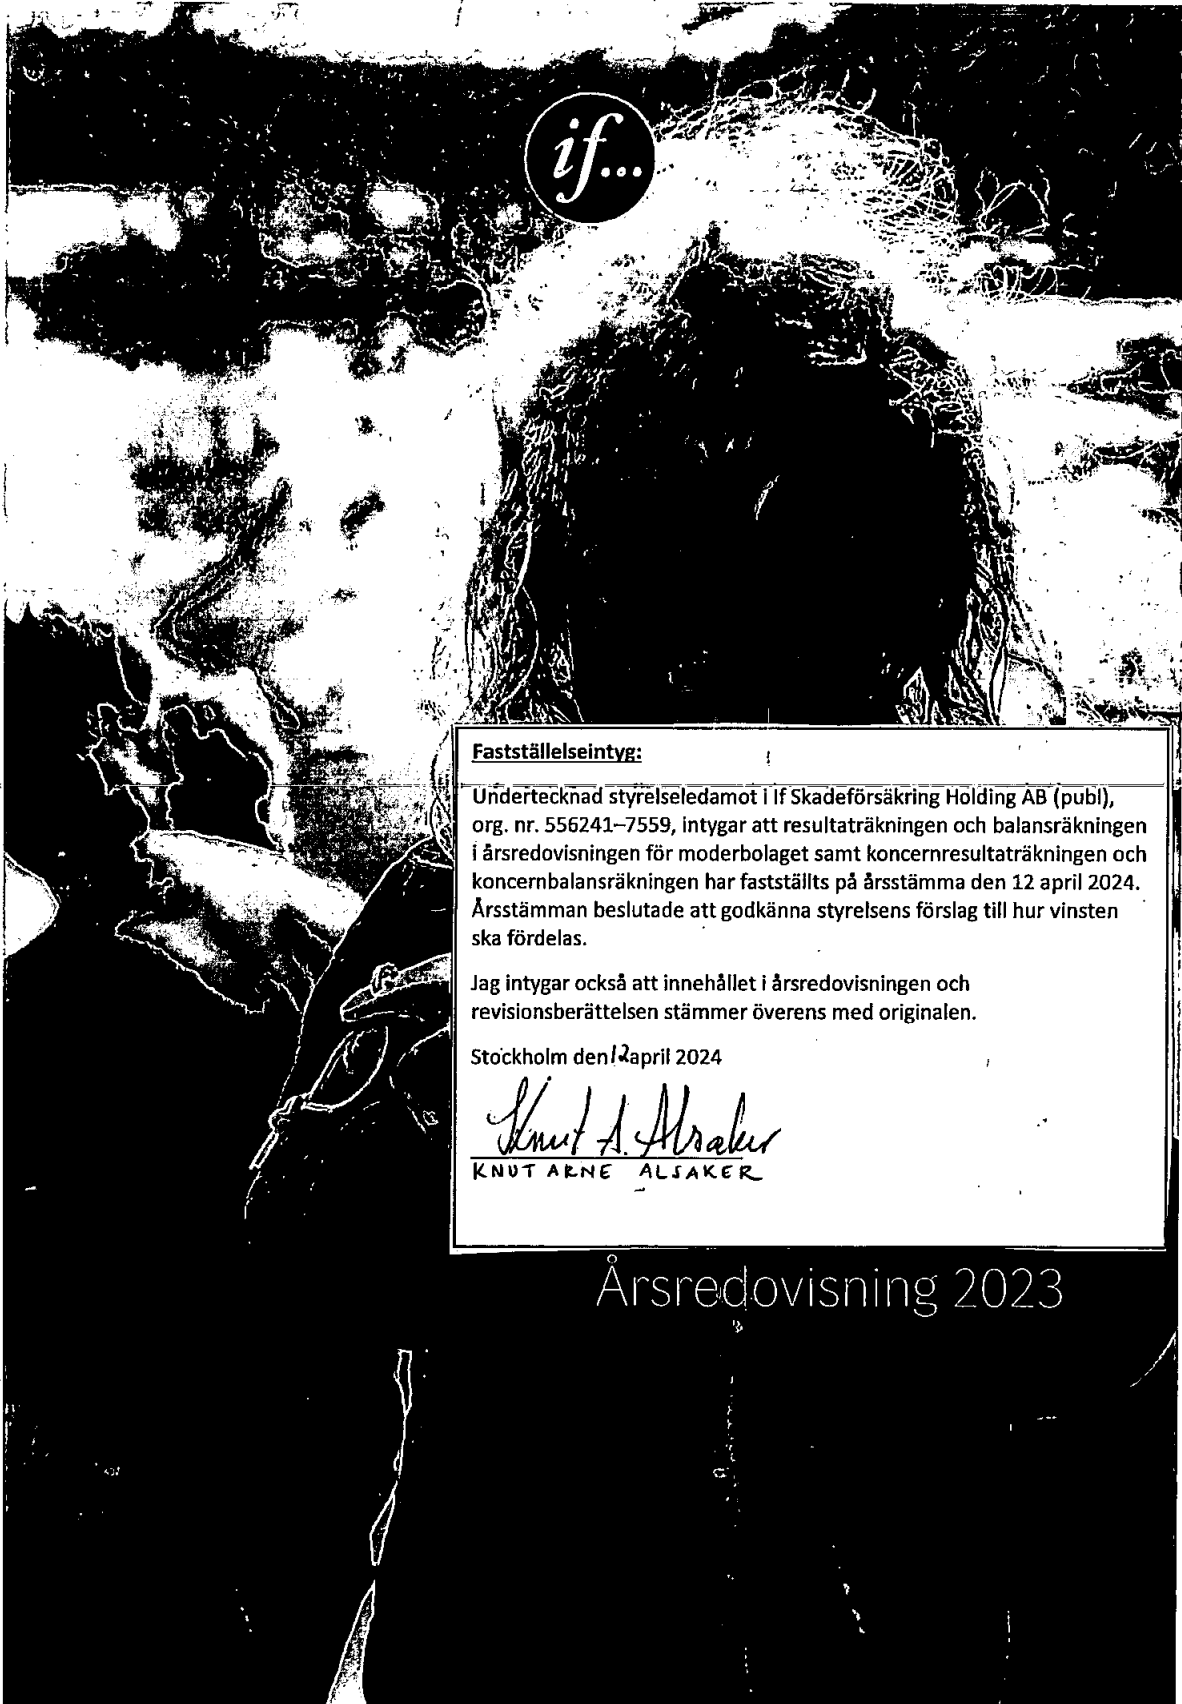 if...
Fastställelseintyg:
Undertecknad styrelseledamot i If Skadeförsäkring Holding AB (publ),
org. nr. 556241–7559, intygar att resultaträkningen och balansräkningen
i årsredovisningen för moderbolaget samt koncernresultaträkningen och
koncernbalansräkningen har fastställts på årsstämma den 12 april 2024.
Årsstämman beslutade att godkänna styrelsens förslag till hur vinsten
ska fördelas.
Jag intygar också att innehållet i årsredovisningen och
revisionsberättelsen stämmer överens med originalen.
Stockholm den 12 april 2024
Knut A. Alsaker
KNUT ARNE ALSAKER
Årsredovisning 2023